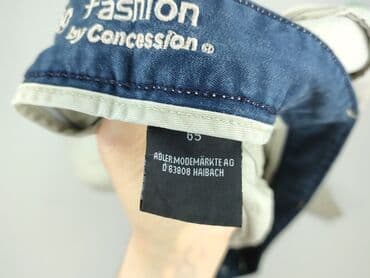 fashion
by Concession
65
ADLER MODEMÄRKTE AG
D 63808 HAIBACH